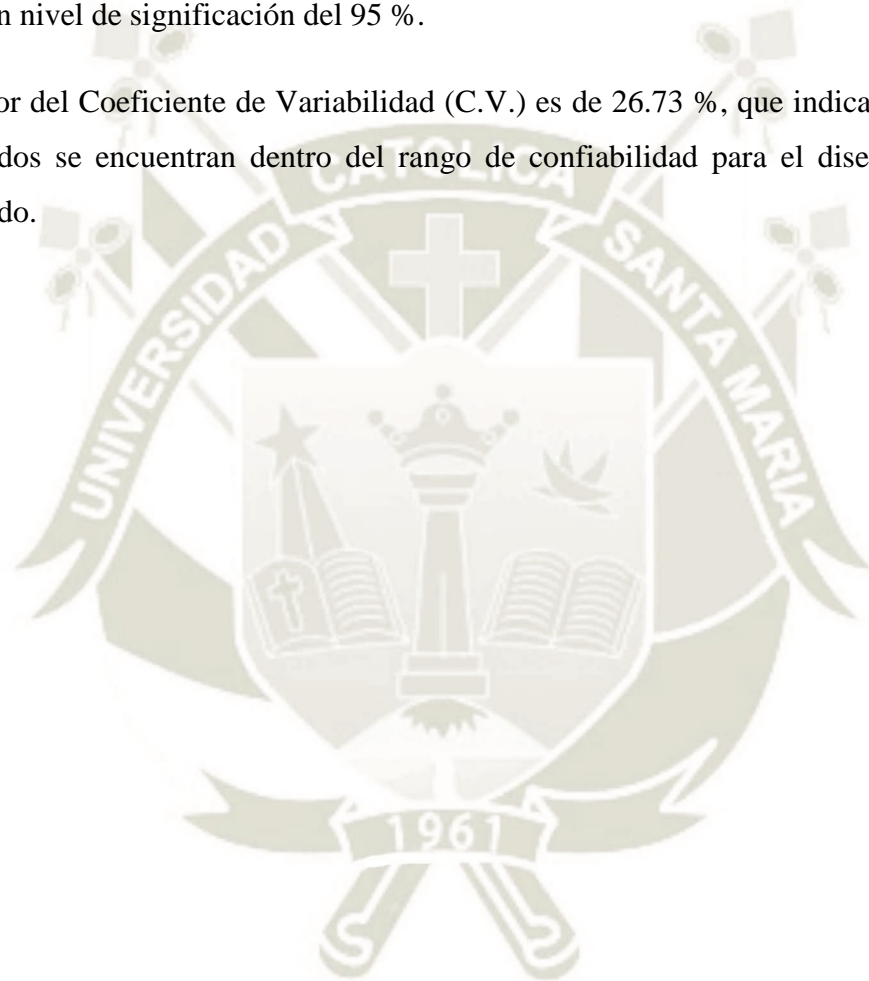 n nivel de significación del 95 %.
or del Coeficiente de Variabilidad (C.V.) es de 26.73 %, que indica
dos se encuentran dentro del rango de confiabilidad para el dise
do.
UNIVERSIDAD CATOLICA SANTA MARIA
1961